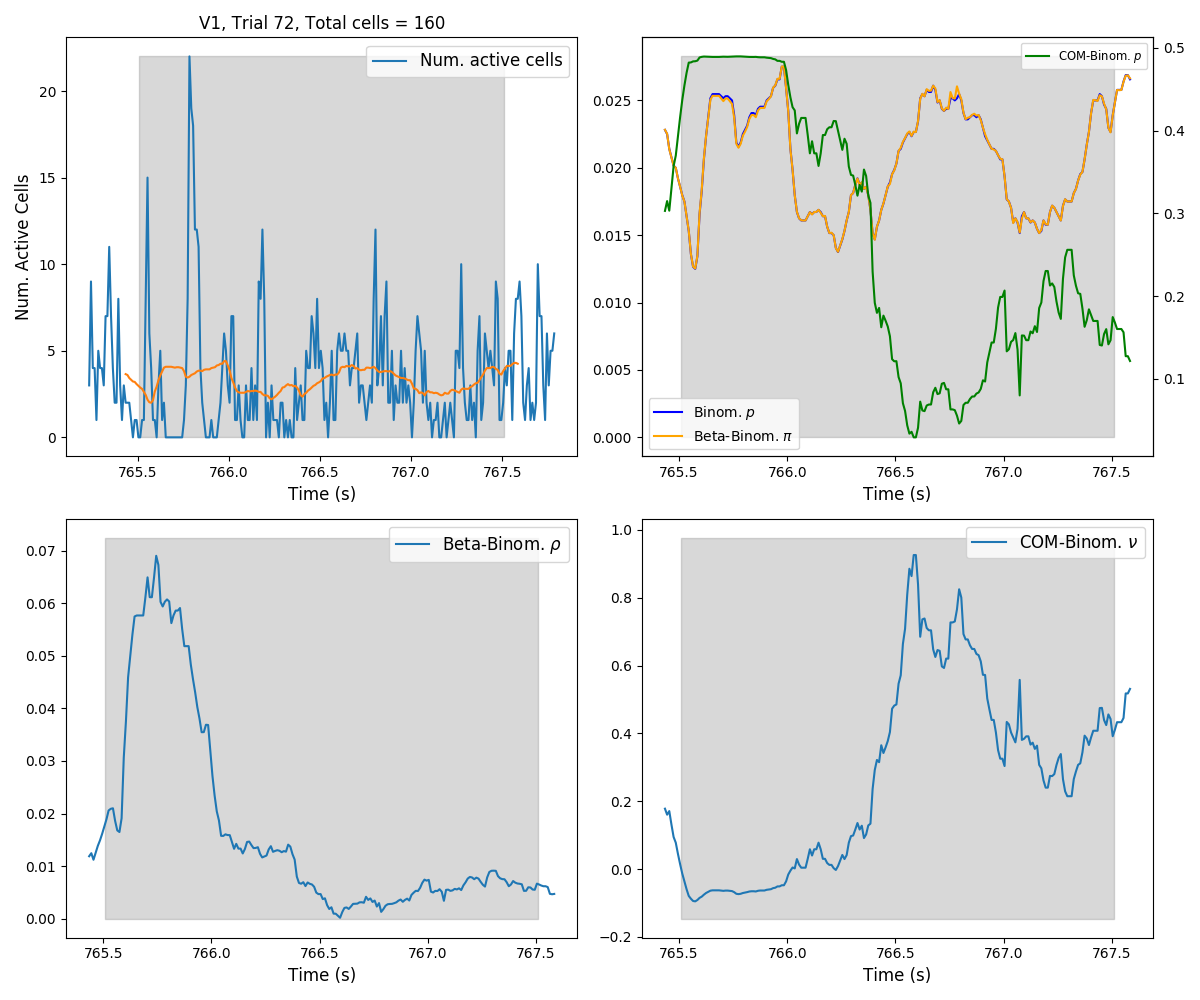 V1, Trial 72, Total cells = 160
Num. active cells
Num. Active Cells
20
15
10
5
0
765.5 766.0 766.5 767.0 767.5
Time (s)
COM-Binom. p
0.025
0.020
0.015
0.010
0.005
0.000
0.5
0.4
0.3
0.2
0.1
Binom. p
Beta-Binom. π
765.5 766.0 766.5 767.0 767.5
Time (s)
Beta-Binom. ρ
0.07
0.06
0.05
0.04
0.03
0.02
0.01
0.00
765.5 766.0 766.5 767.0 767.5
Time (s)
COM-Binom. ν
1.0
0.8
0.6
0.4
0.2
0.0
−0.2
765.5 766.0 766.5 767.0 767.5
Time (s)